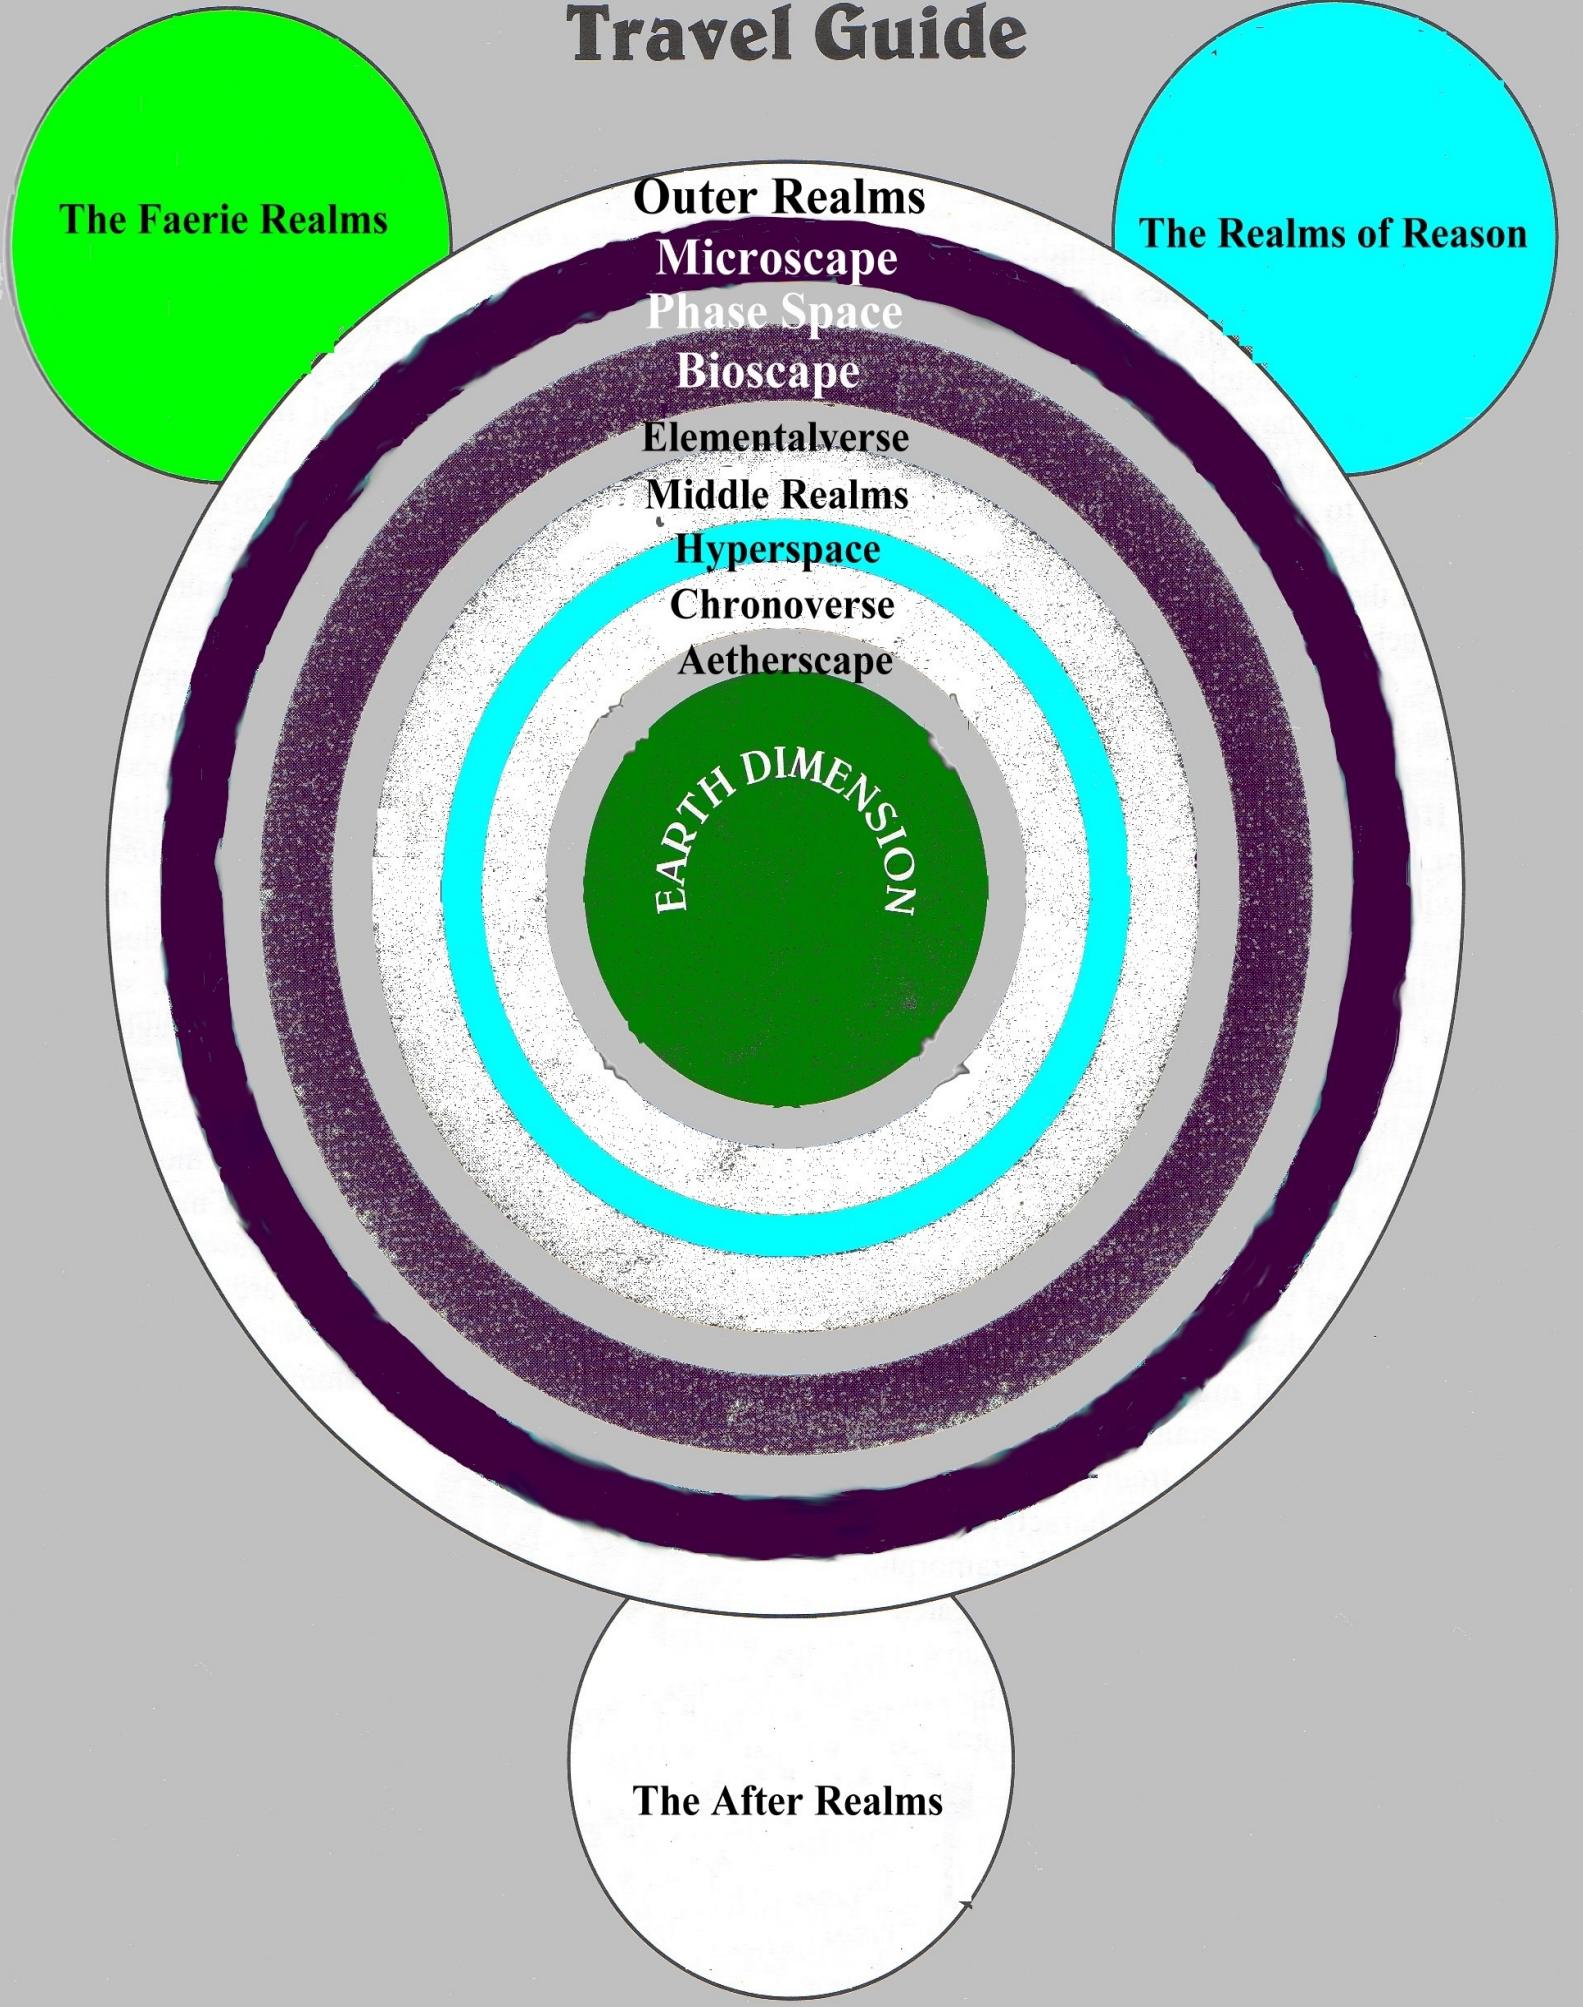 Travel Guide
The Faerie Realms
The Realms of Reason
Outer Realms
Microscape
Phase Space
Bioscape
Elementalverse
Middle Realms
Hyperspace
Chronoverse
Aetherscape
EARTH DIMENSION
The After Realms